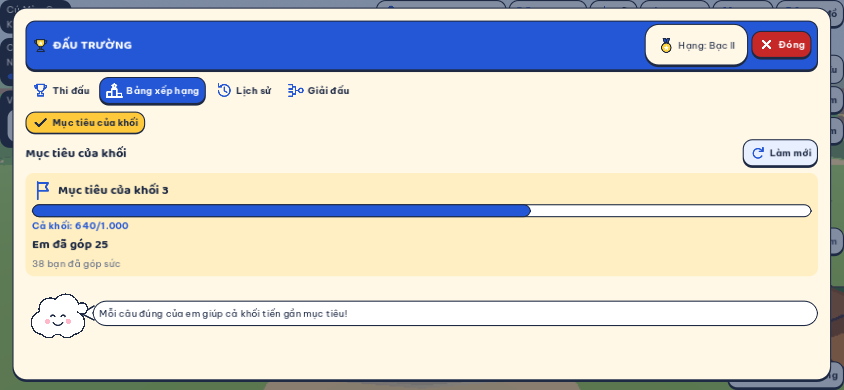 ĐẤU TRƯỜNG
Hạng: Bạc II
Đóng
Thi đấu
Bảng xếp hạng
Lịch sử
Giải đấu
Mục tiêu của khối
Mục tiêu của khối
Làm mới
Mục tiêu của khối 3
Cả khối: 640/1.000
Em đã góp 25
38 bạn đã góp sức
Mỗi câu đúng của em giúp cả khối tiến gần mục tiêu!